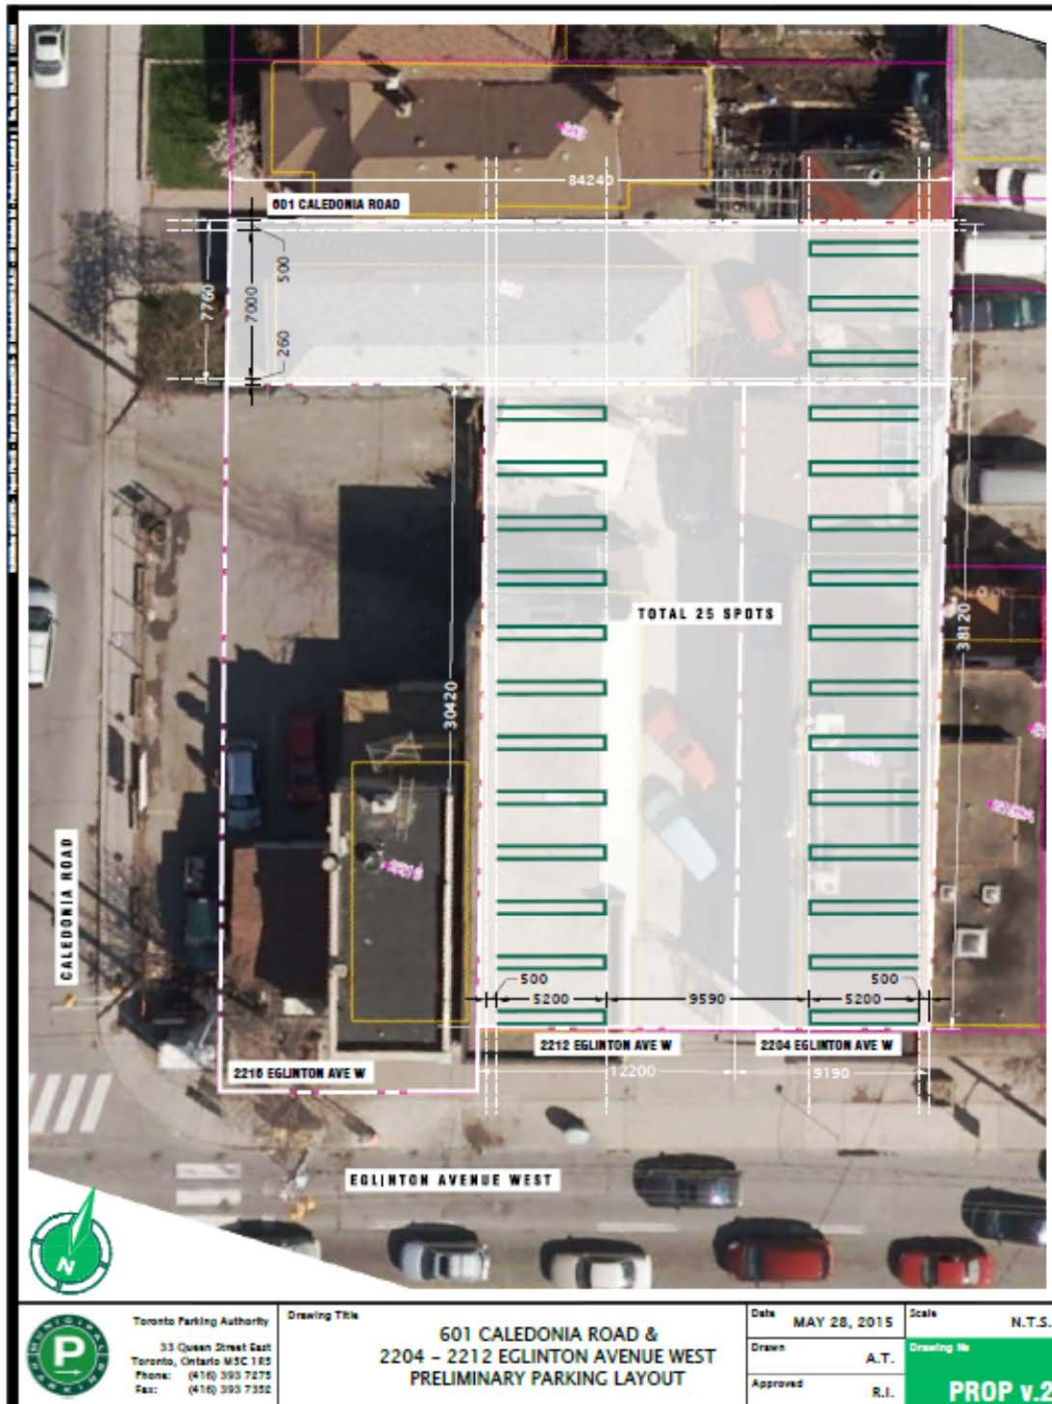 84240
601 CALEDONIA ROAD
7760
7000
500
260
TOTAL 25 SPOTS
38120
30420
CALEDONIA ROAD
500
500
5200
9590
5200
2212 EGLINTON AVE W
2204 EGLINTON AVE W
2216 EGLINTON AVE W
12200
9190
EGLINTON AVENUE WEST
N
MUNICIPAL
P
PARKING
Toronto Parking Authority
33 Queen Street East
Toronto, Ontario M5C 1R5
Phone: (416) 393 7275
Fax: (416) 393 7352
Drawing Title
601 CALEDONIA ROAD &
2204 - 2212 EGLINTON AVENUE WEST
PRELIMINARY PARKING LAYOUT
Date MAY 28, 2015
Scale N.T.S.
Drawn A.T.
Drawing No
Approved R.I.
PROP v.2